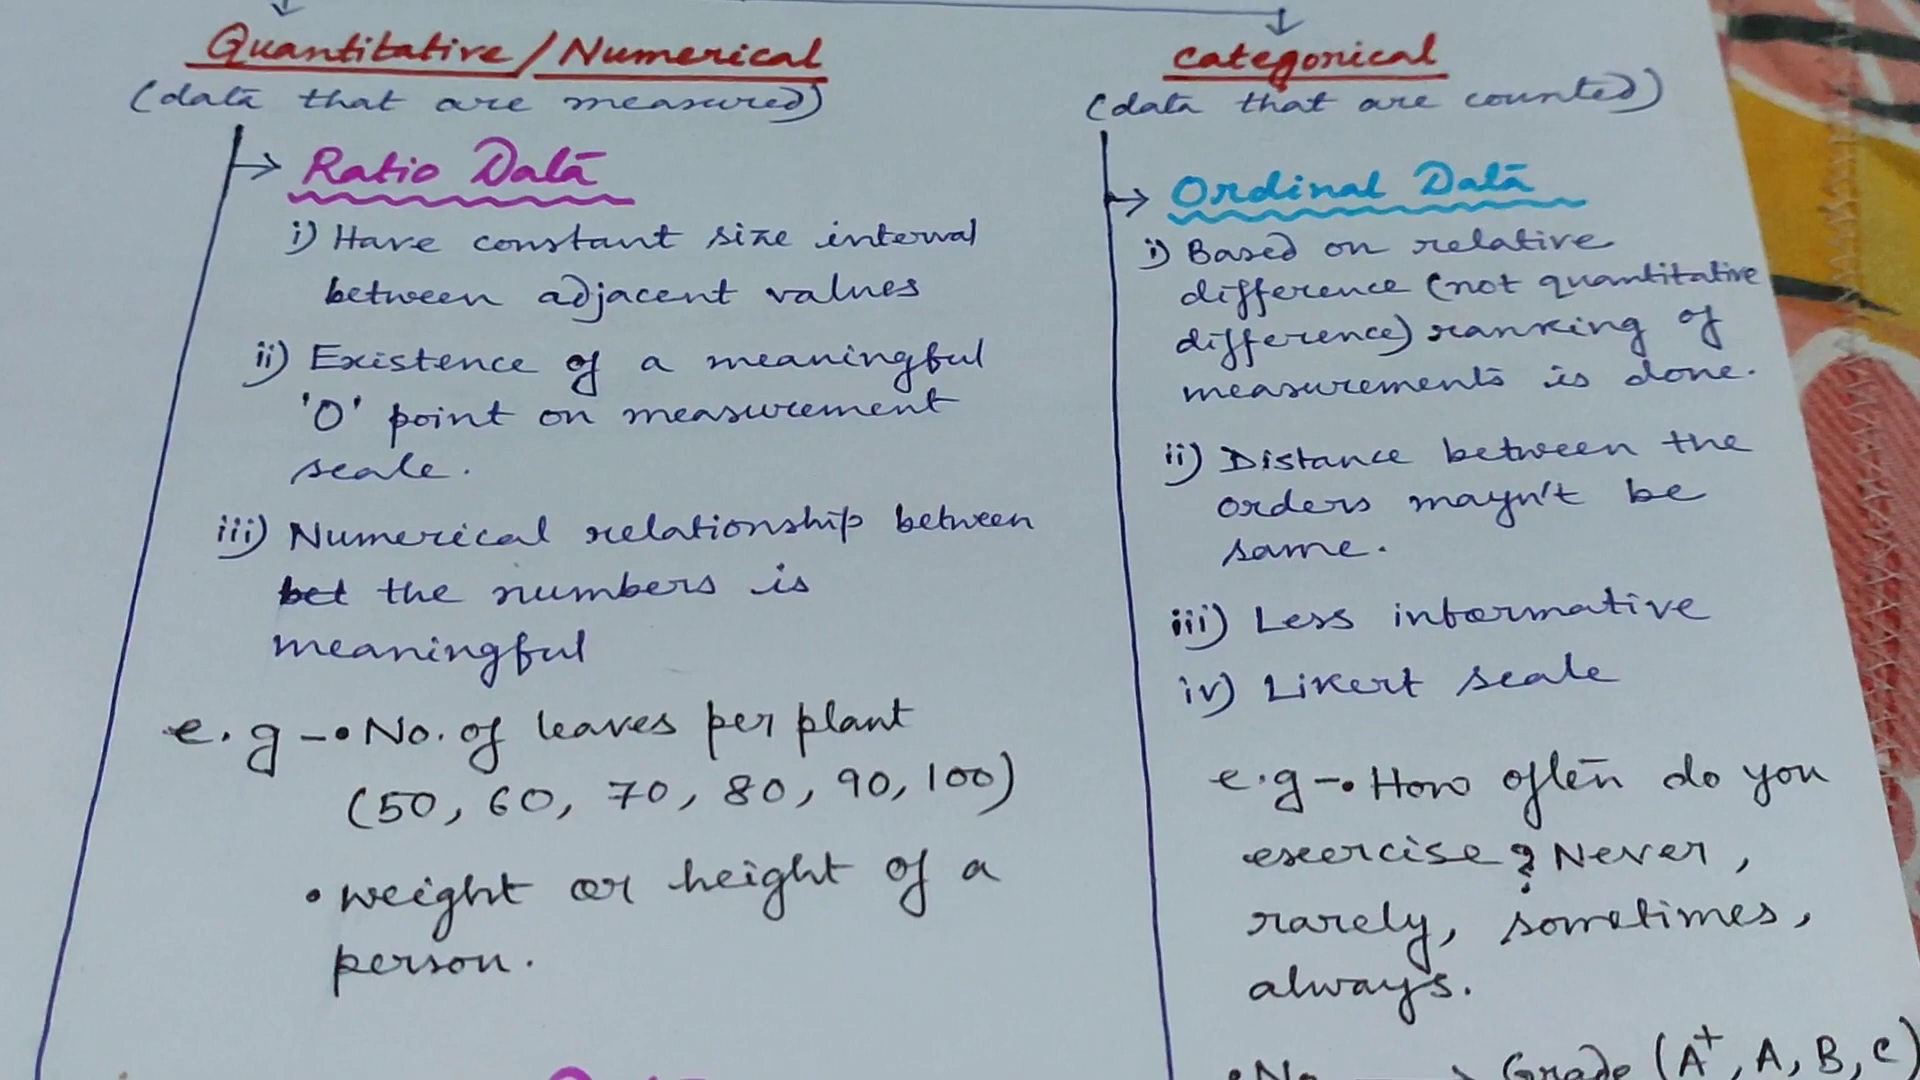 Quantitative/Numerical
(data that are measured)
Ratio Data
i) Have constant size interval
between adjacent values
ii) Existence of a meaningful
'0' point on measurement
scale.
iii) Numerical relationship between
bet the numbers is
meaningful
e.g - • No. of leaves per plant
(50, 60, 70, 80, 90, 100)
• weight or height of a
person.
Categorical
(data that are counted)
Ordinal Data
i) Based on relative
difference (not quantitative
difference) ranking of
measurements is done.
ii) Distance between the
orders mayn't be
same.
iii) Less informative
iv) Likert scale
e.g - • How often do you
exercise? Never,
rarely, sometimes,
always.
Grade (A+, A, B, C)